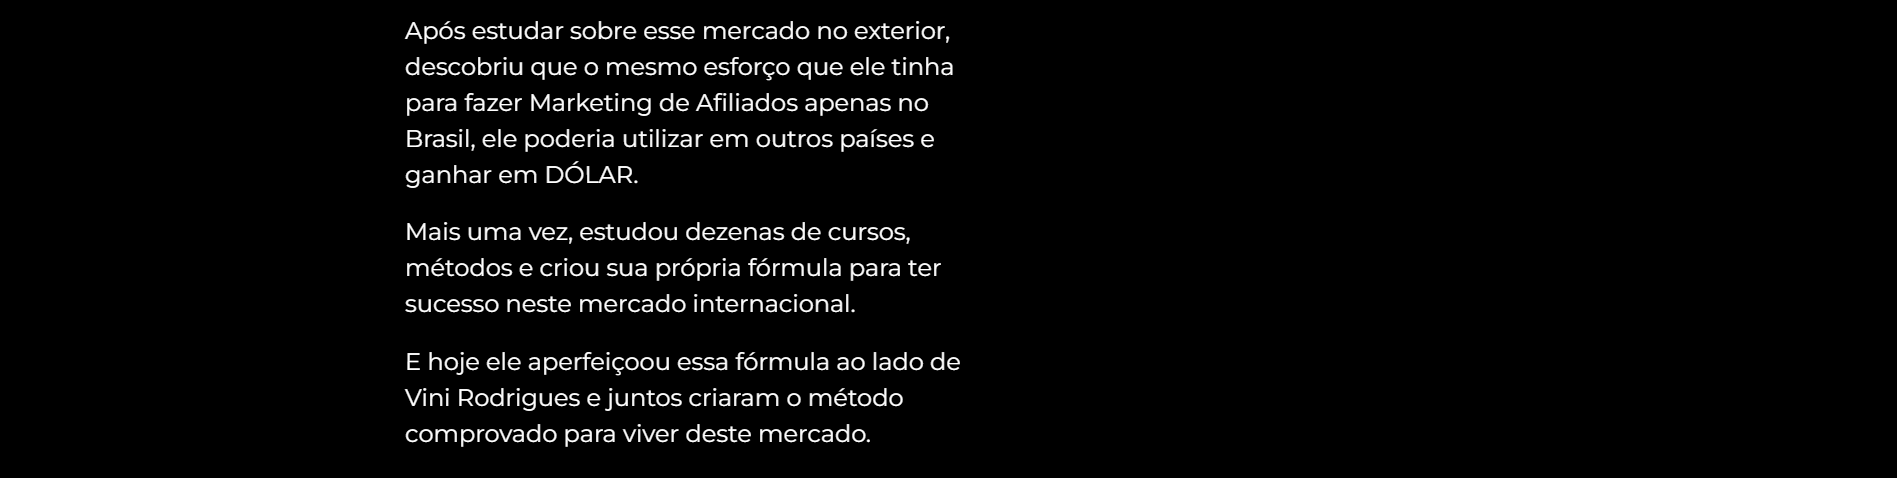 Após estudar sobre esse mercado no exterior,
descobriu que o mesmo esforço que ele tinha
para fazer Marketing de Afiliados apenas no
Brasil, ele poderia utilizar em outros países e
ganhar em DÓLAR.
Mais uma vez, estudou dezenas de cursos,
métodos e criou sua própria fórmula para ter
sucesso neste mercado internacional.
E hoje ele aperfeiçoou essa fórmula ao lado de
Vini Rodrigues e juntos criaram o método
comprovado para viver deste mercado.